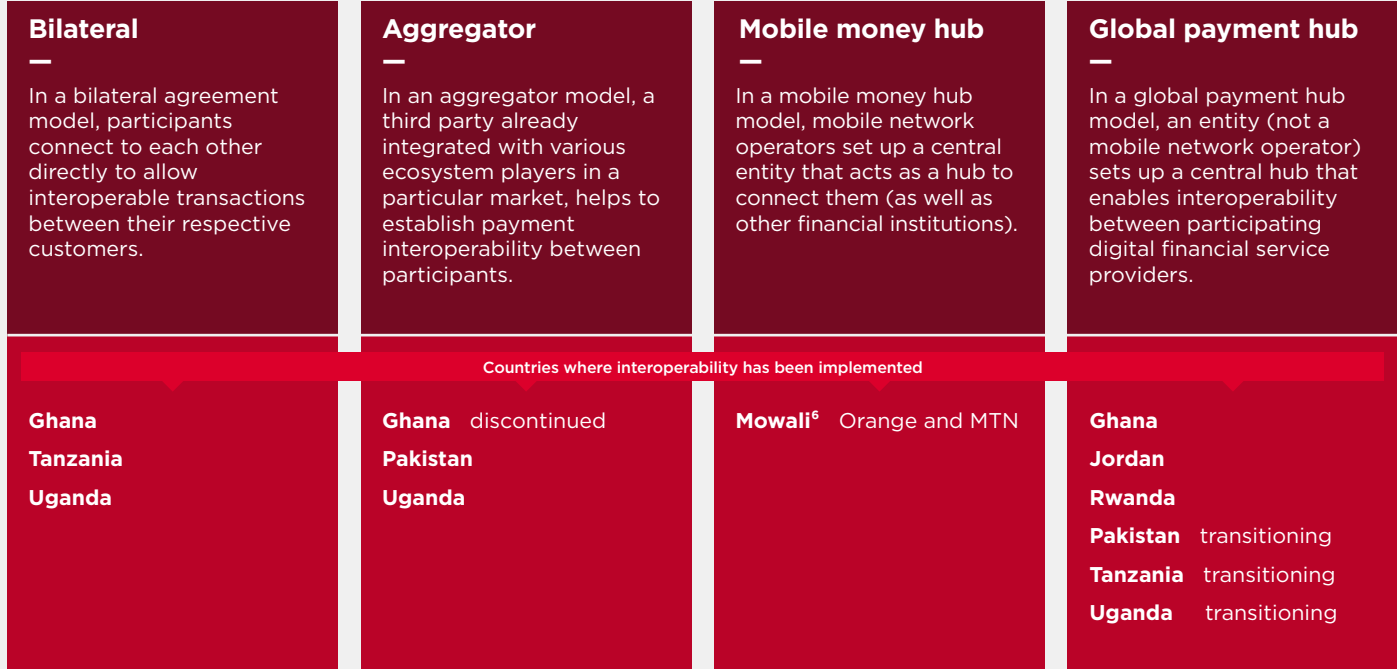 Bilateral
—
In a bilateral agreement
model, participants
connect to each other
directly to allow
interoperable transactions
between their respective
customers.
Aggregator
—
In an aggregator model, a
third party already
integrated with various
ecosystem players in a
particular market, helps to
establish payment
interoperability between
participants.
Mobile money hub
—
In a mobile money hub
model, mobile network
operators set up a central
entity that acts as a hub to
connect them (as well as
other financial institutions).
Global payment hub
—
In a global payment hub
model, an entity (not a
mobile network operator)
sets up a central hub that
enables interoperability
between participating
digital financial service
providers.
Countries where interoperability has been implemented
Ghana
Tanzania
Uganda
Ghana discontinued
Pakistan
Uganda
Mowali⁶ Orange and MTN
Ghana
Jordan
Rwanda
Pakistan transitioning
Tanzania transitioning
Uganda transitioning